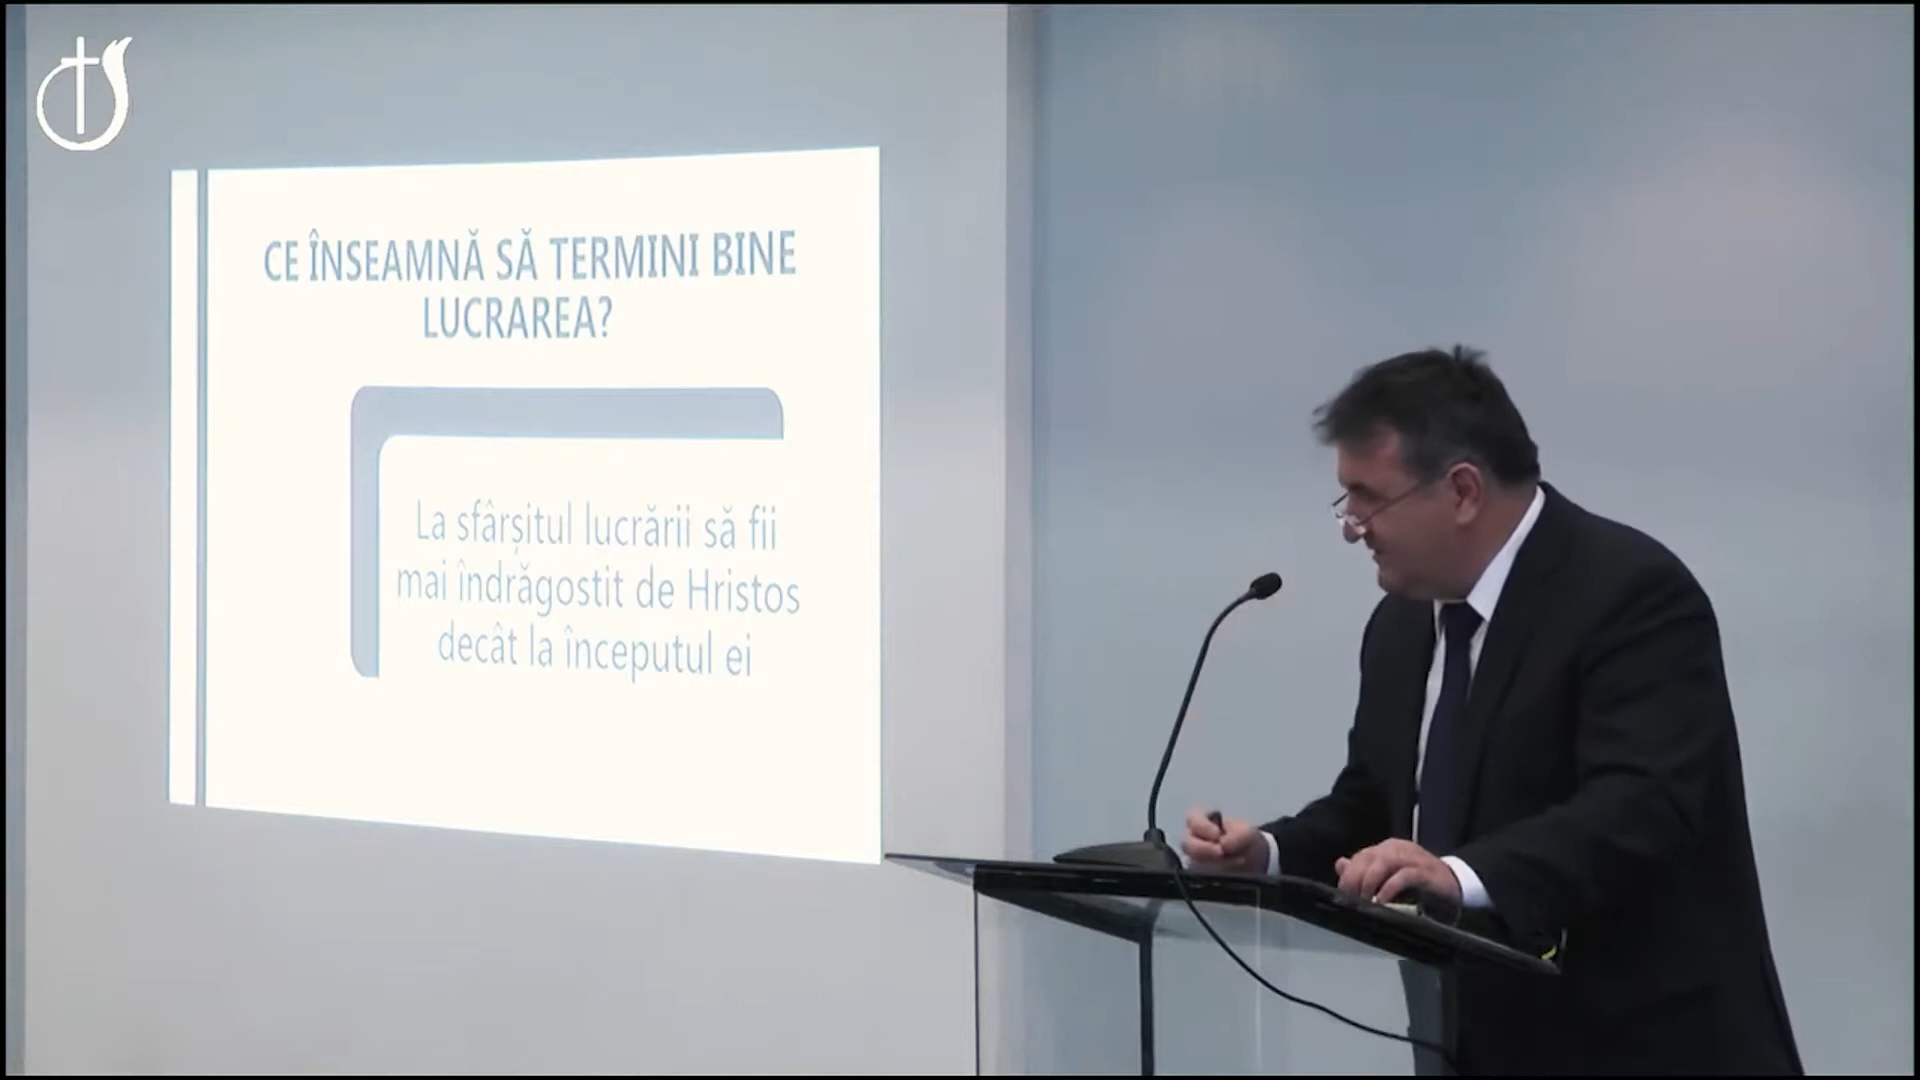 CE ÎNSEAMNĂ SĂ TERMINI BINE
LUCRAREA?
La sfârșitul lucrării să fii
mai îndrăgostit de Hristos
decât la începutul ei